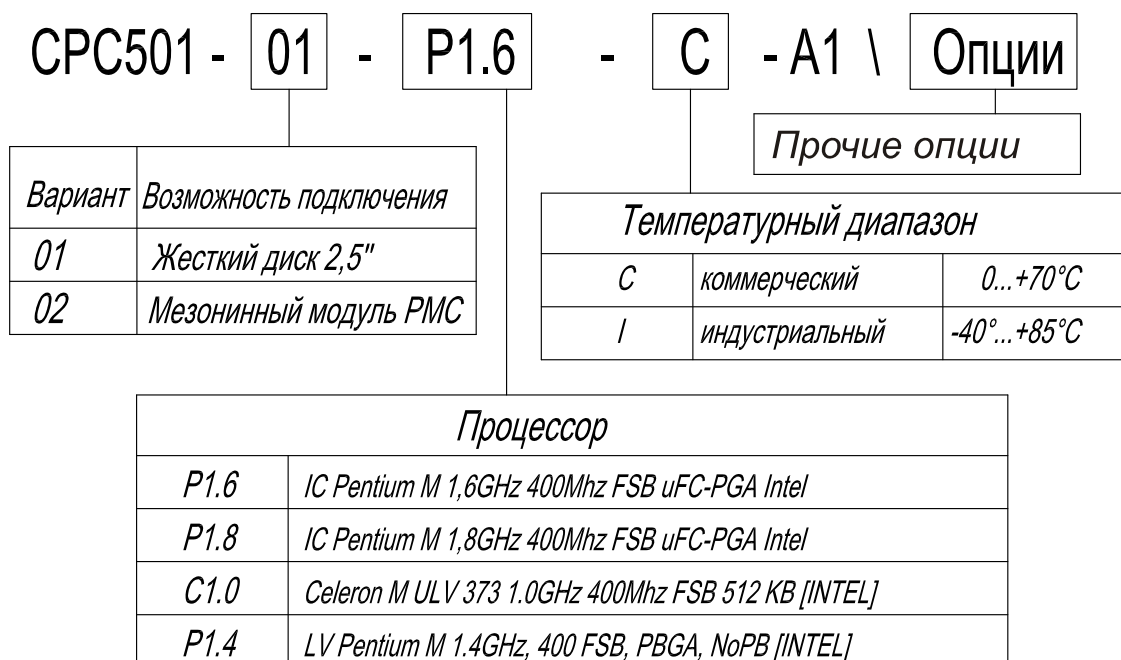 CPC501 - 01 - P1.6 - C - A1 \ Опции
Прочие опции
Вариант Возможность подключения
01 Жесткий диск 2,5"
02 Мезонинный модуль PMC
Температурный диапазон
C коммерческий 0...+70°C
I индустриальный -40°...+85°C
Процессор
P1.6 IC Pentium M 1,6GHz 400Mhz FSB uFC-PGA Intel
P1.8 IC Pentium M 1,8GHz 400Mhz FSB uFC-PGA Intel
C1.0 Celeron M ULV 373 1.0GHz 400Mhz FSB 512 KB [INTEL]
P1.4 LV Pentium M 1.4GHz, 400 FSB, PBGA, NoPB [INTEL]